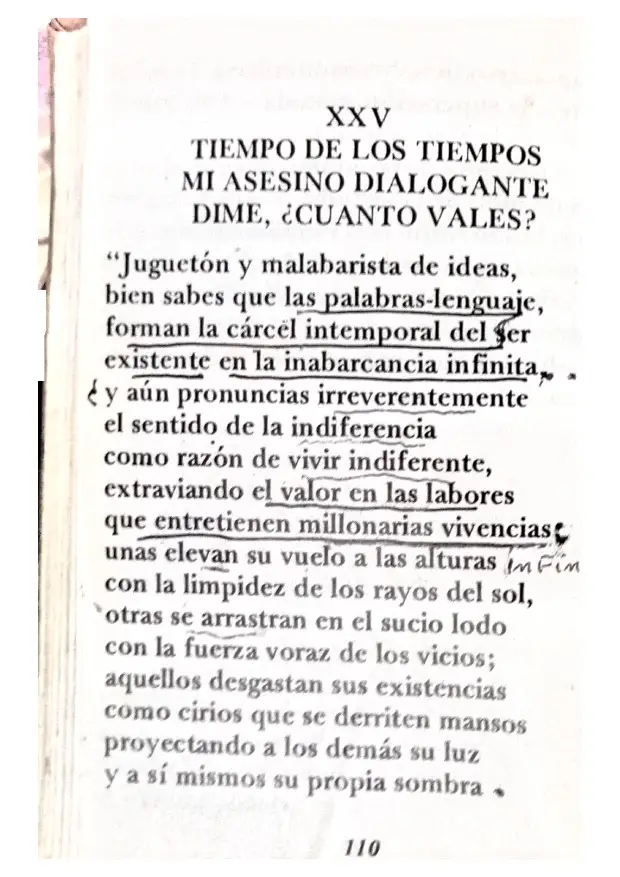 XXV
TIEMPO DE LOS TIEMPOS
MI ASESINO DIALOGANTE
DIME, ¿CUANTO VALES?
“Juguetón y malabarista de ideas,
bien sabes que las palabras-lenguaje,
forman la cárcel intemporal del Ser
existente en la inabarcancia infinita,
¿y aún pronuncias irreverentemente
el sentido de la indiferencia
como razón de vivir indiferente,
extraviando el valor en las labores
que entretienen millonarias vivencias;
unas elevan su vuelo a las alturas
con la limpidez de los rayos del sol,
otras se arrastran en el sucio lodo
con la fuerza voraz de los vicios;
aquellos desgastan sus existencias
como cirios que se derriten mansos
proyectando a los demás su luz
y a sí mismos su propia sombra.
110